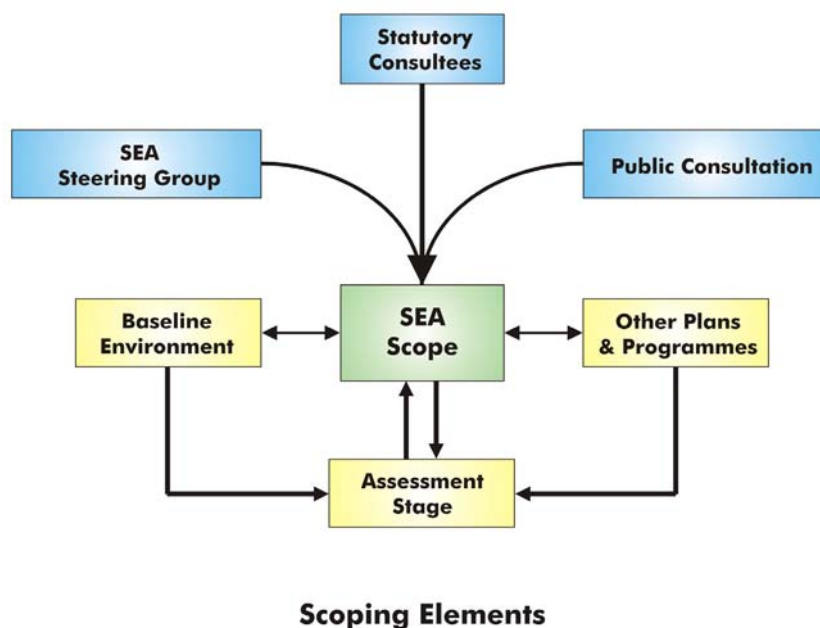 Statutory
Consultees
SEA
Steering Group
Public Consultation
Baseline
Environment
SEA
Scope
Other Plans
& Programmes
Assessment
Stage
Scoping Elements